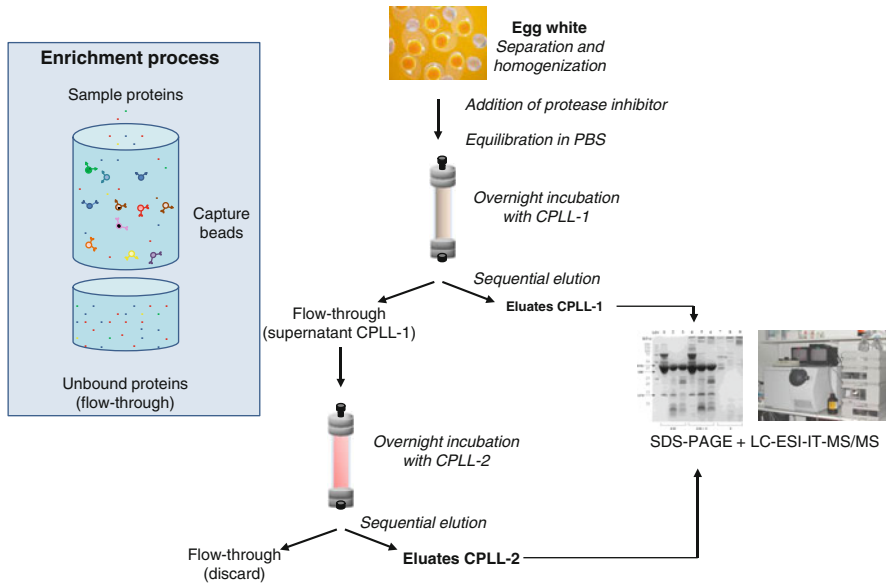 Enrichment process
Sample proteins
Capture
beads
Unbound proteins
(flow-through)
Egg white
Separation and
homogenization
Addition of protease inhibitor
Equilibration in PBS
Overnight incubation
with CPLL-1
Sequential elution
Flow-through
(supernatant CPLL-1)
Eluates CPLL-1
SDS-PAGE + LC-ESI-IT-MS/MS
Overnight incubation
with CPLL-2
Sequential elution
Flow-through
(discard)
Eluates CPLL-2